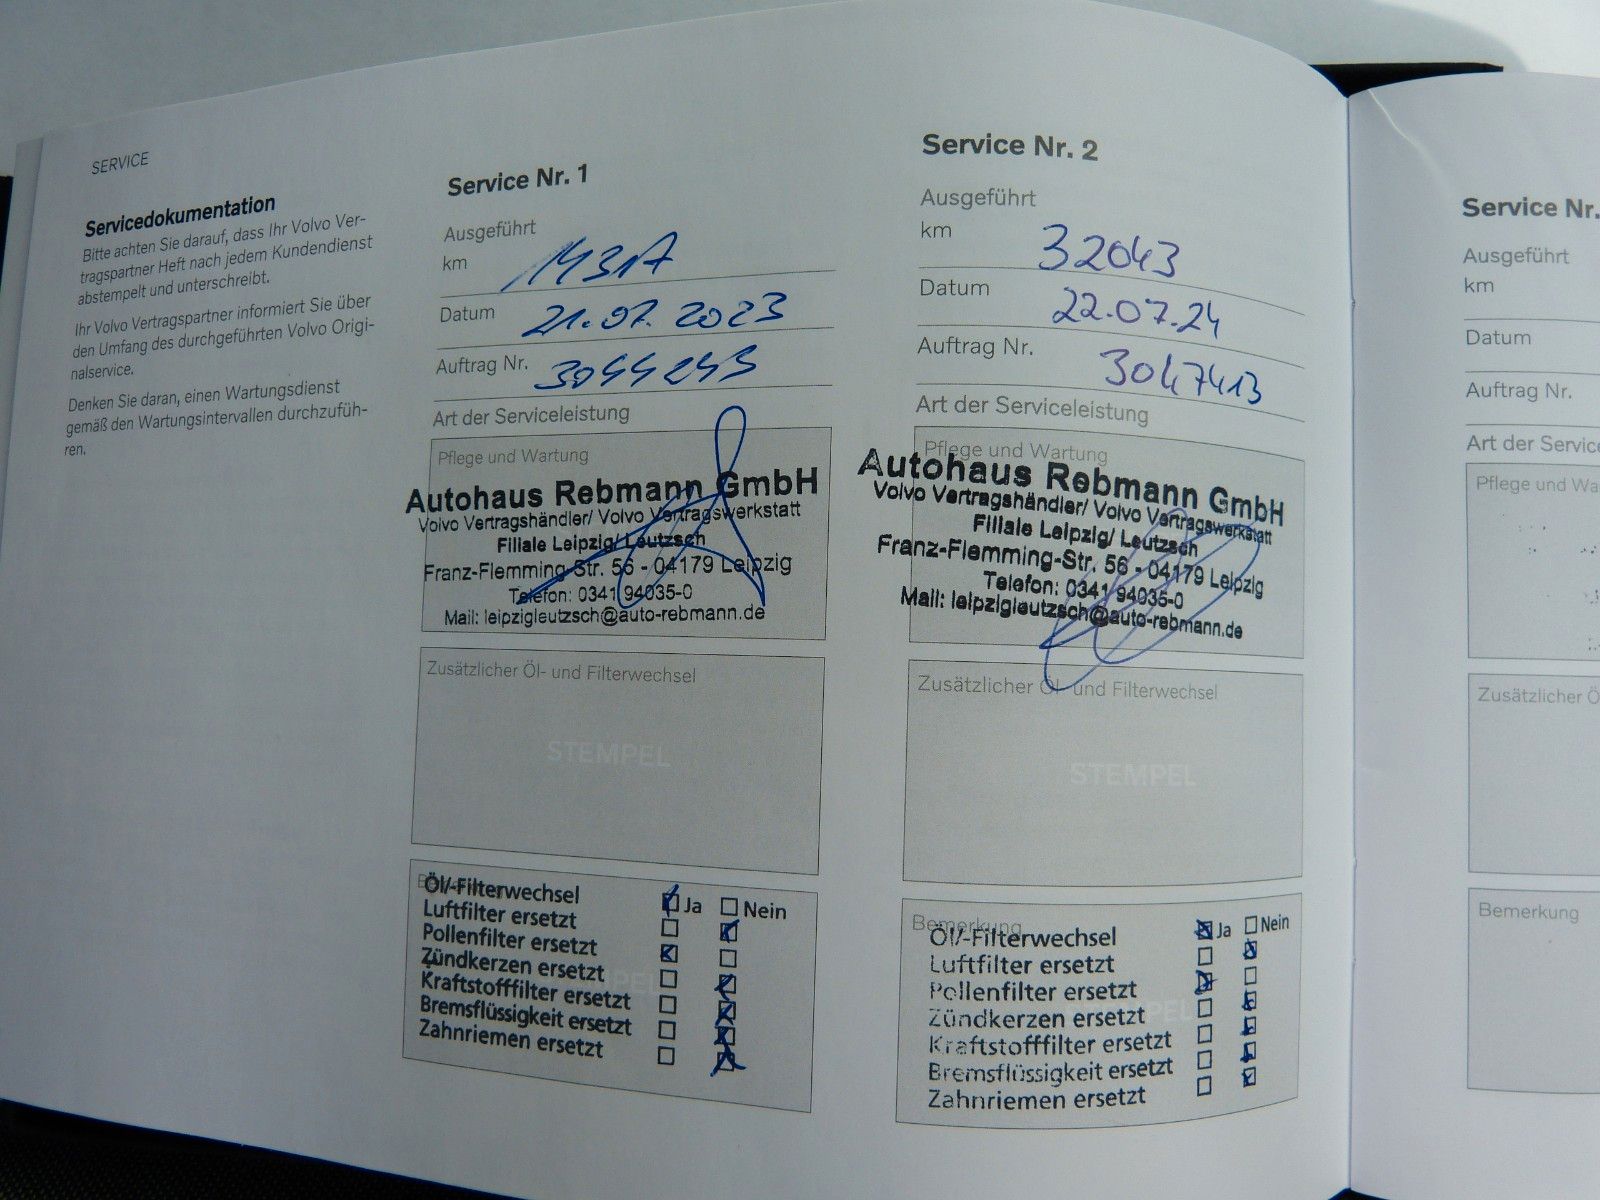 SERVICE
Servicedokumentation
Bitte achten Sie darauf, dass Ihr Volvo Ver-
tragspartner Heft nach jedem Kundendienst
abstempelt und unterschreibt.
Ihr Volvo Vertragspartner informiert Sie über
den Umfang des durchgeführten Volvo Origi-
nalservice.
Denken Sie daran, einen Wartungsdienst
gemäß den Wartungsintervallen durchzufüh-
ren.
Service Nr. 1
Ausgeführt
km 14317
Datum 21.07.2023
Auftrag Nr. 3044243
Art der Serviceleistung
Pflege und Wartung
Autohaus Rebmann GmbH
Volvo Vertragshändler/ Volvo Vertragswerkstatt
Filiale Leipzig/ Leutzsch
Franz-Flemming-Str. 56 - 04179 Leipzig
Telefon: 0341 94035-0
Mail: leipzigleutzsch@auto-rebmann.de
Zusätzlicher Öl- und Filterwechsel
STEMPEL
Öl/-Filterwechsel Ja Nein
Luftfilter ersetzt
Pollenfilter ersetzt
Zündkerzen ersetzt
Kraftstofffilter ersetzt
Bremsflüssigkeit ersetzt
Zahnriemen ersetzt
Service Nr. 2
Ausgeführt
km 32043
Datum 22.07.24
Auftrag Nr. 3047413
Art der Serviceleistung
Pflege und Wartung
Autohaus Rebmann GmbH
Volvo Vertragshändler/ Volvo Vertragswerkstatt
Filiale Leipzig/ Leutzsch
Franz-Flemming-Str. 56 - 04179 Leipzig
Telefon: 0341 94035-0
Mail: leipzigleutzsch@auto-rebmann.de
Zusätzlicher Öl- und Filterwechsel
STEMPEL
Bemerkung
Öl/-Filterwechsel Ja Nein
Luftfilter ersetzt
Pollenfilter ersetzt
Zündkerzen ersetzt
Kraftstofffilter ersetzt
Bremsflüssigkeit ersetzt
Zahnriemen ersetzt
Service Nr.
Ausgeführt
km
Datum
Auftrag Nr.
Art der Service
Pflege und Wa
Zusätzlicher Ö
Bemerkung